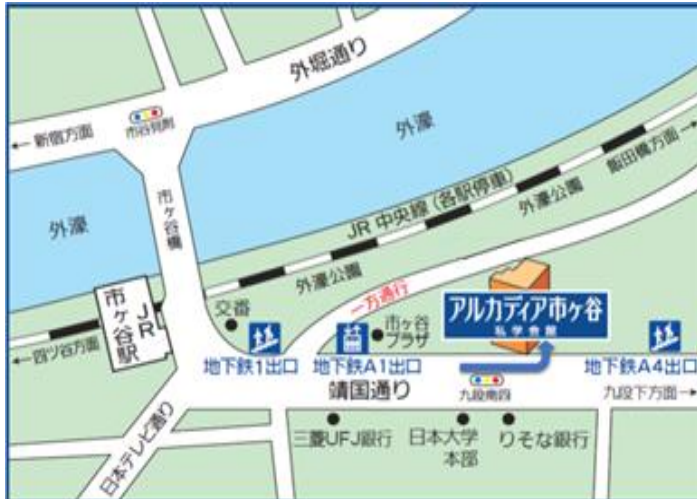 外堀通り
← 新宿方面
市谷見附
外濠
飯田橋方面 →
市ヶ谷橋
外濠
JR 中央線(各駅停車)
外濠公園
外濠公園
一方通行
JR
市ヶ谷駅
交番
市ヶ谷
プラザ
アルカディア市ヶ谷
私学会館
← 四ツ谷方面
地下鉄1出口
地下鉄A1出口
地下鉄A4出口
靖国通り
九段南四
九段下方面 →
日本テレビ通り
三菱UFJ銀行
日本大学
本部
りそな銀行